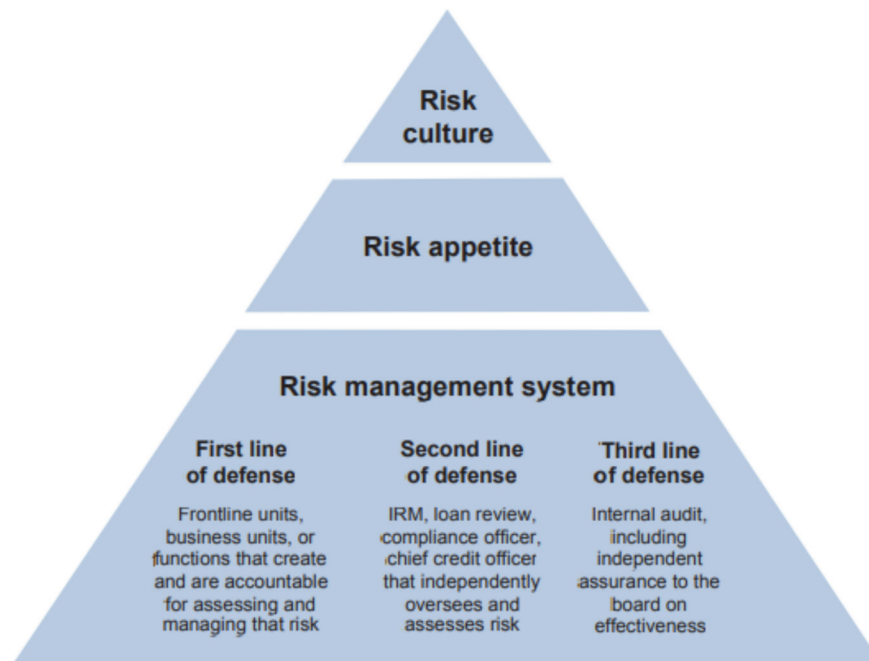 Risk
culture
Risk appetite
Risk management system
First line
of defense
Frontline units,
business units, or
functions that create
and are accountable
for assessing and
managing that risk
Second line
of defense
IRM, loan review,
compliance officer,
chief credit officer
that independently
oversees and
assesses risk
Third line
of defense
Internal audit,
including
independent
assurance to the
board on
effectiveness